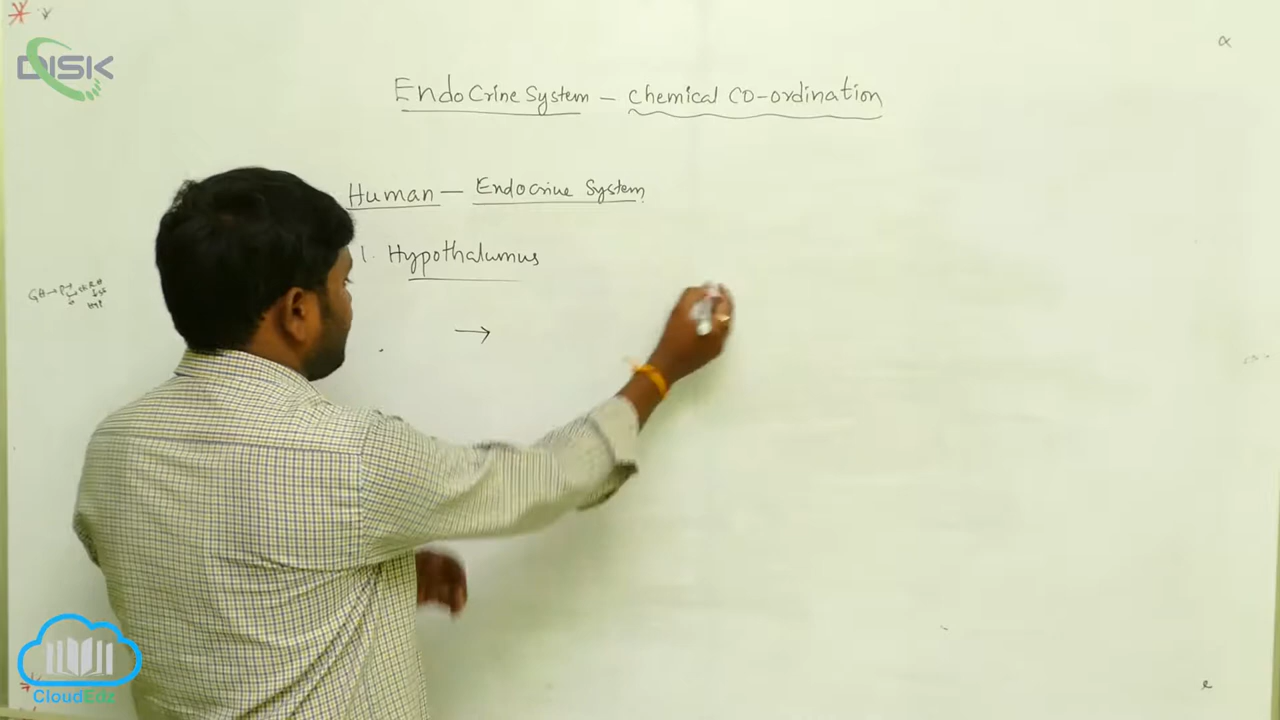 DISK
EndoCrine System – chemical CO-ordination
Human – Endocrine System
1. Hypothalumus
→
CloudEdz